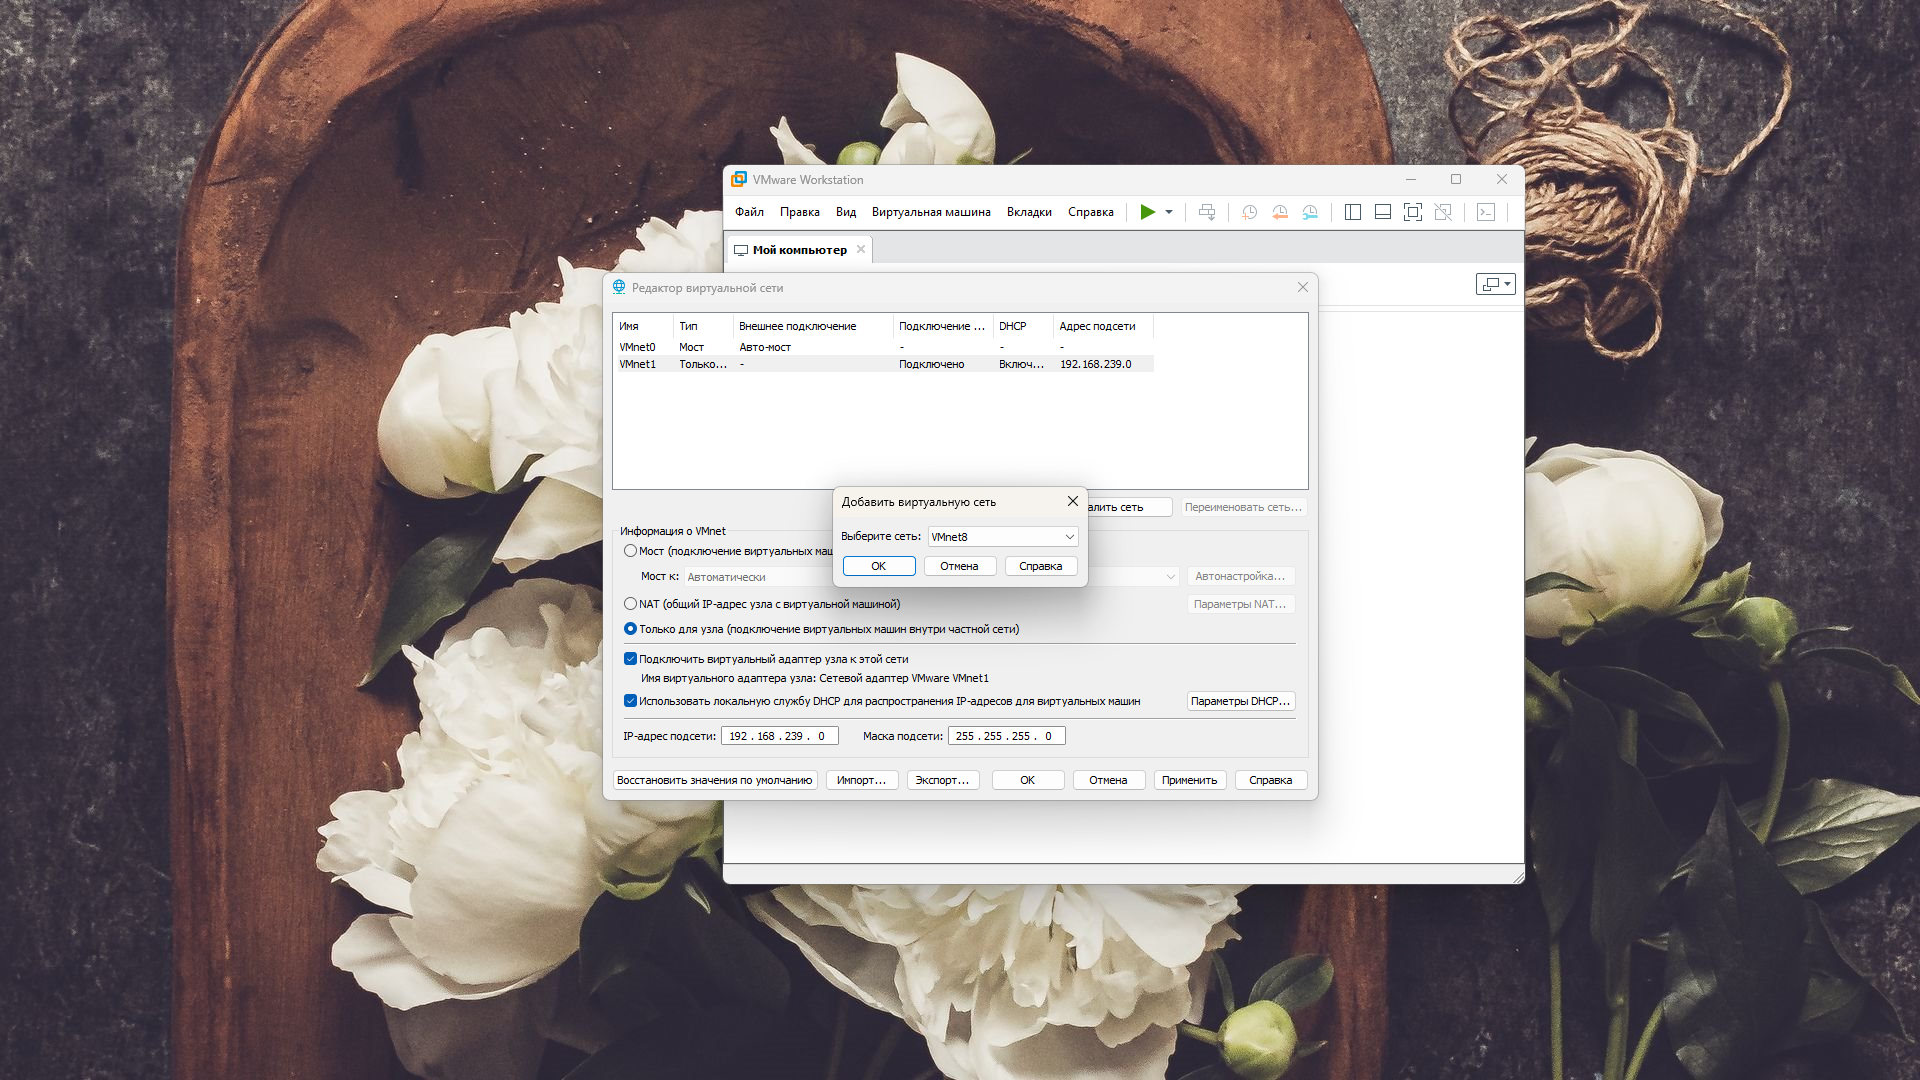 VMware Workstation
Файл Правка Вид Виртуальная машина Вкладки Справка
Мой компьютер
Редактор виртуальной сети
Имя Тип Внешнее подключение Подключение ... DHCP Адрес подсети
VMnet0 Мост Авто-мост - - -
VMnet1 Только... - Подключено Включ... 192.168.239.0
Добавить виртуальную сеть
Выберите сеть: VMnet8
OK Отмена Справка
сеть Переименовать сеть...
Информация о VMnet
Мост (подключение виртуальных
Мост к: Автоматически Автонастройка...
NAT (общий IP-адрес узла с виртуальной машиной) Параметры NAT...
Только для узла (подключение виртуальных машин внутри частной сети)
Подключить виртуальный адаптер узла к этой сети
Имя виртуального адаптера узла: Сетевой адаптер VMware VMnet1
Использовать локальную службу DHCP для распространения IP-адресов для виртуальных машин Параметры DHCP...
IP-адрес подсети: 192 . 168 . 239 . 0 Маска подсети: 255 . 255 . 255 . 0
Восстановить значения по умолчанию Импорт... Экспорт... OK Отмена Применить Справка